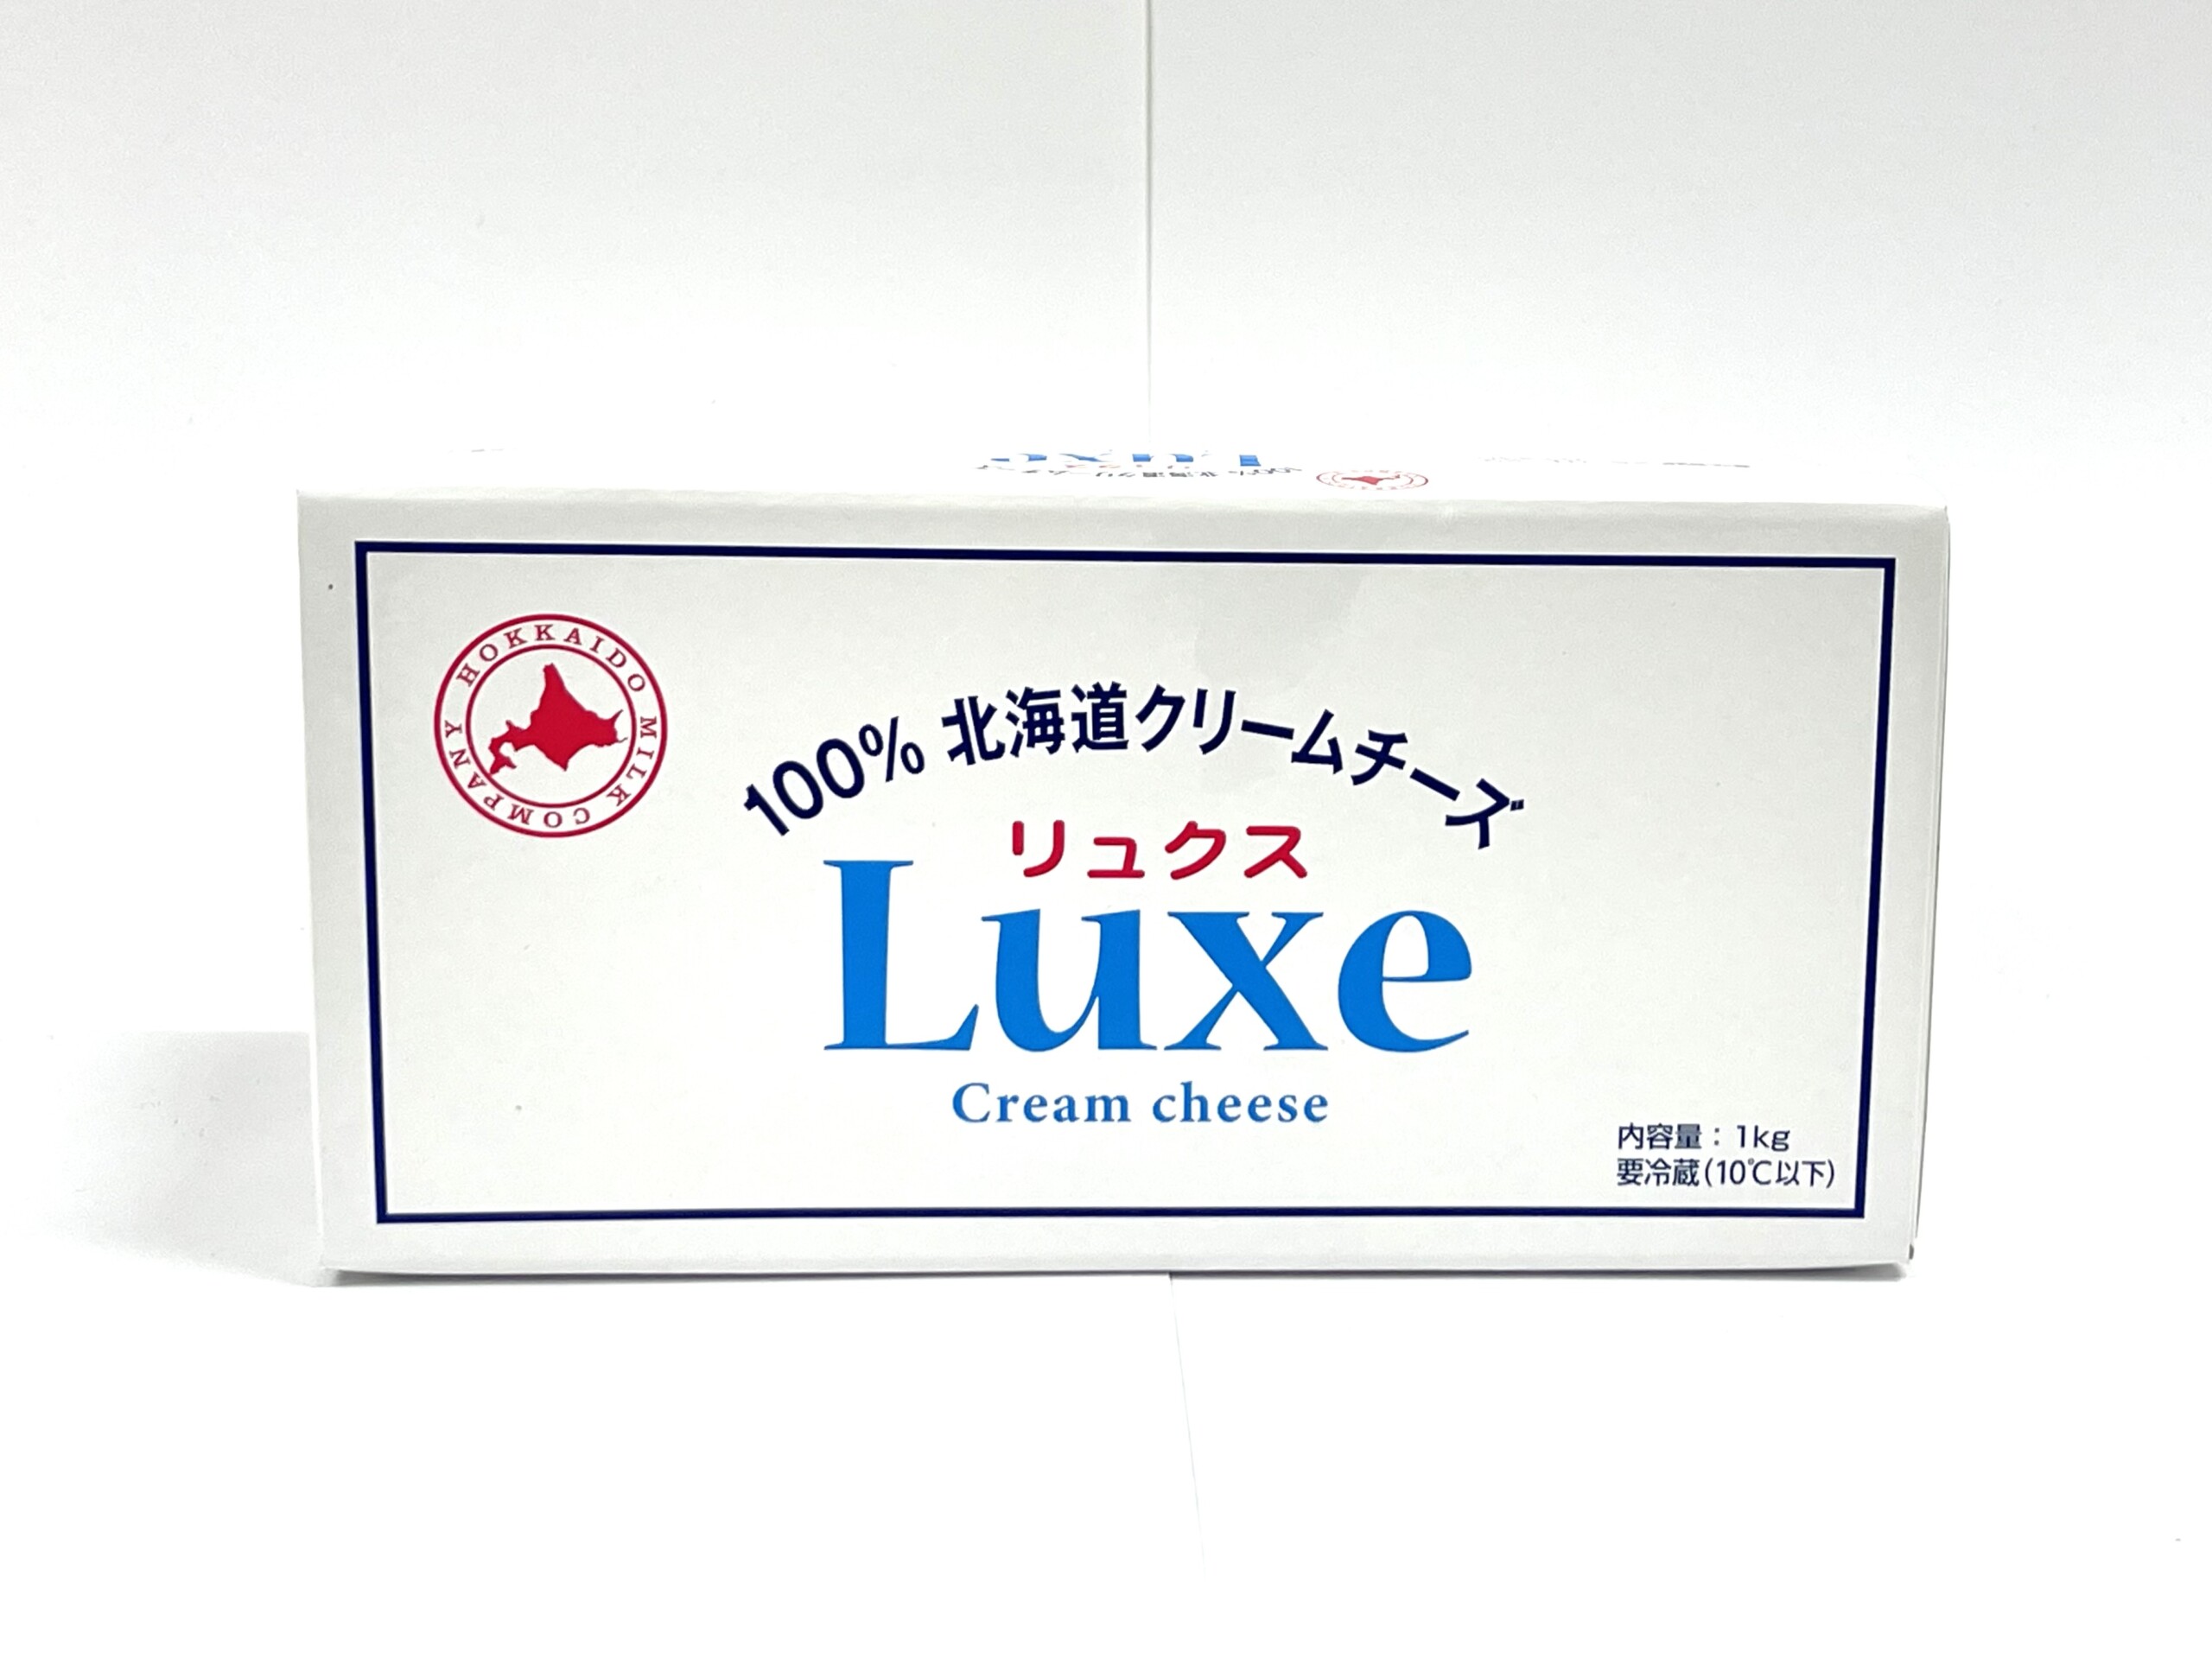 HOKKAIDO MILK COMPANY
100% 北海道クリームチーズ
リュクス
Luxe
Cream cheese
内容量：1kg
要冷蔵(10℃以下)